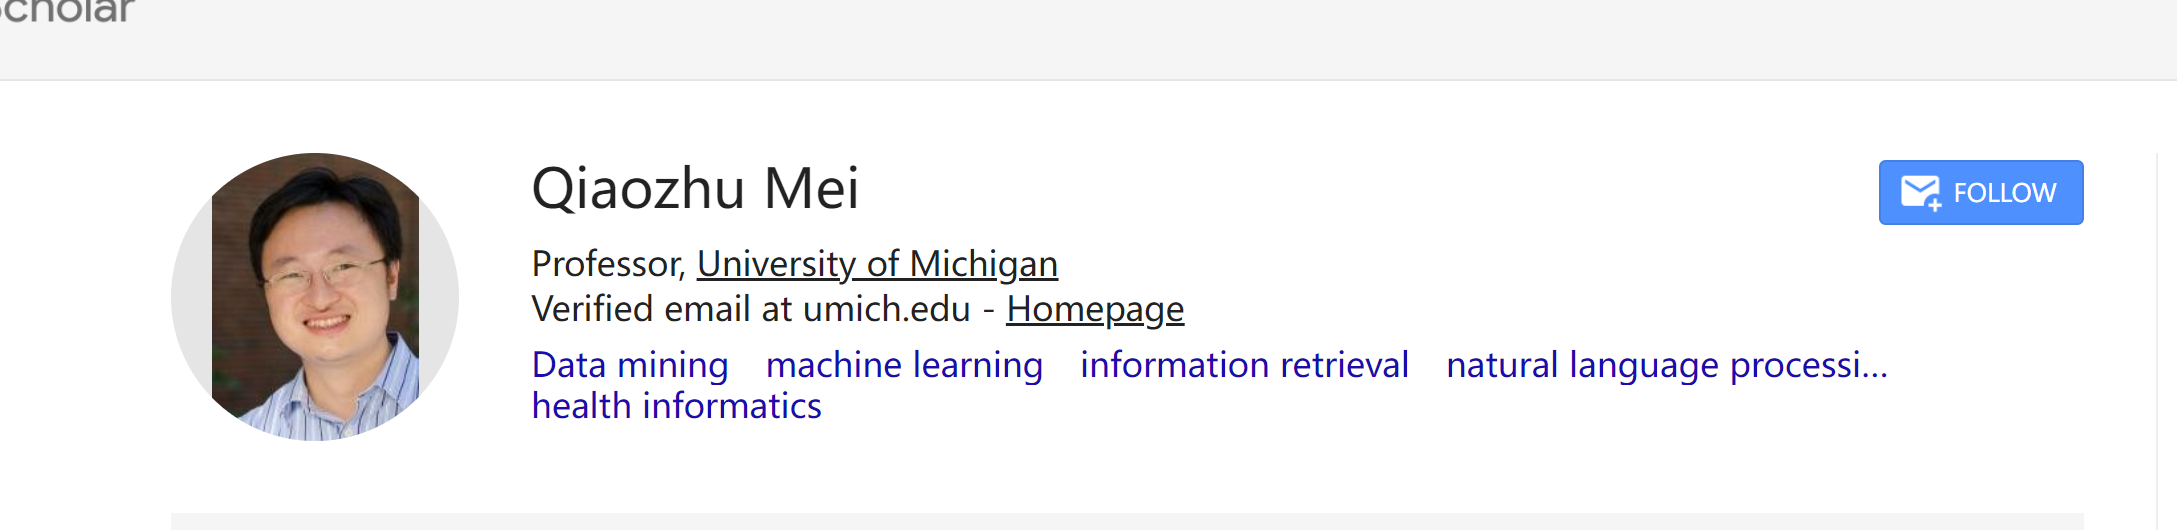 Scholar
Qiaozhu Mei
FOLLOW
Professor, University of Michigan
Verified email at umich.edu - Homepage
Data mining machine learning information retrieval natural language processi...
health informatics